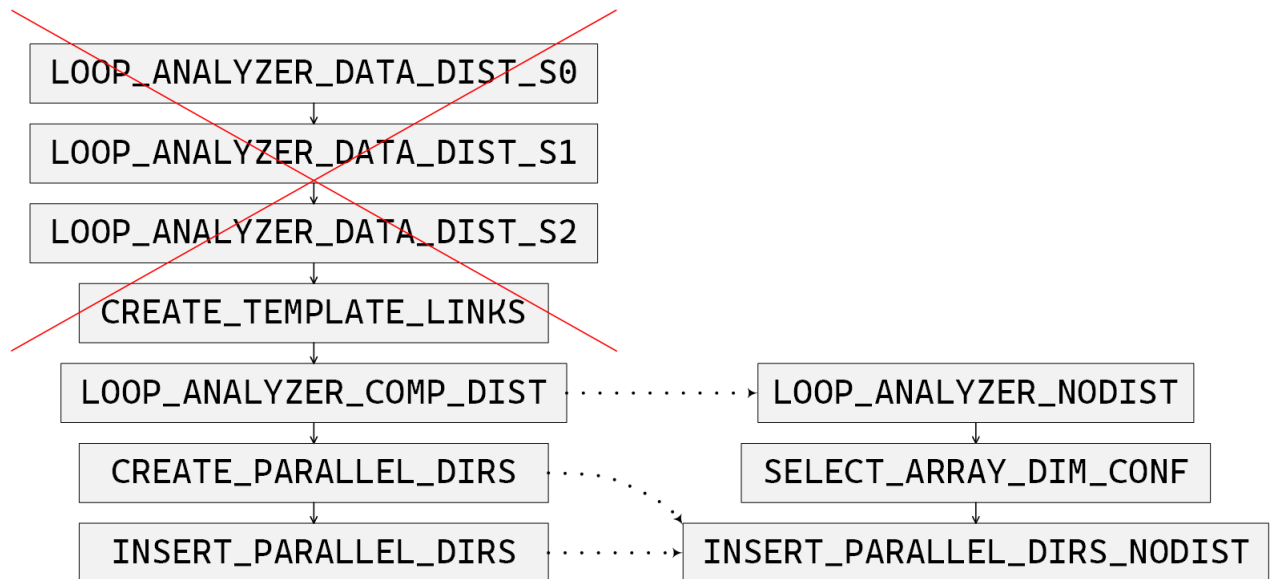 LOOP_ANALYZER_DATA_DIST_S0
LOOP_ANALYZER_DATA_DIST_S1
LOOP_ANALYZER_DATA_DIST_S2
CREATE_TEMPLATE_LINKS
LOOP_ANALYZER_COMP_DIST
CREATE_PARALLEL_DIRS
INSERT_PARALLEL_DIRS
LOOP_ANALYZER_NODIST
SELECT_ARRAY_DIM_CONF
INSERT_PARALLEL_DIRS_NODIST